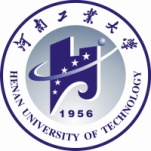 河南工业大学
1956
HENAN UNIVERSITY OF TECHNOLOGY